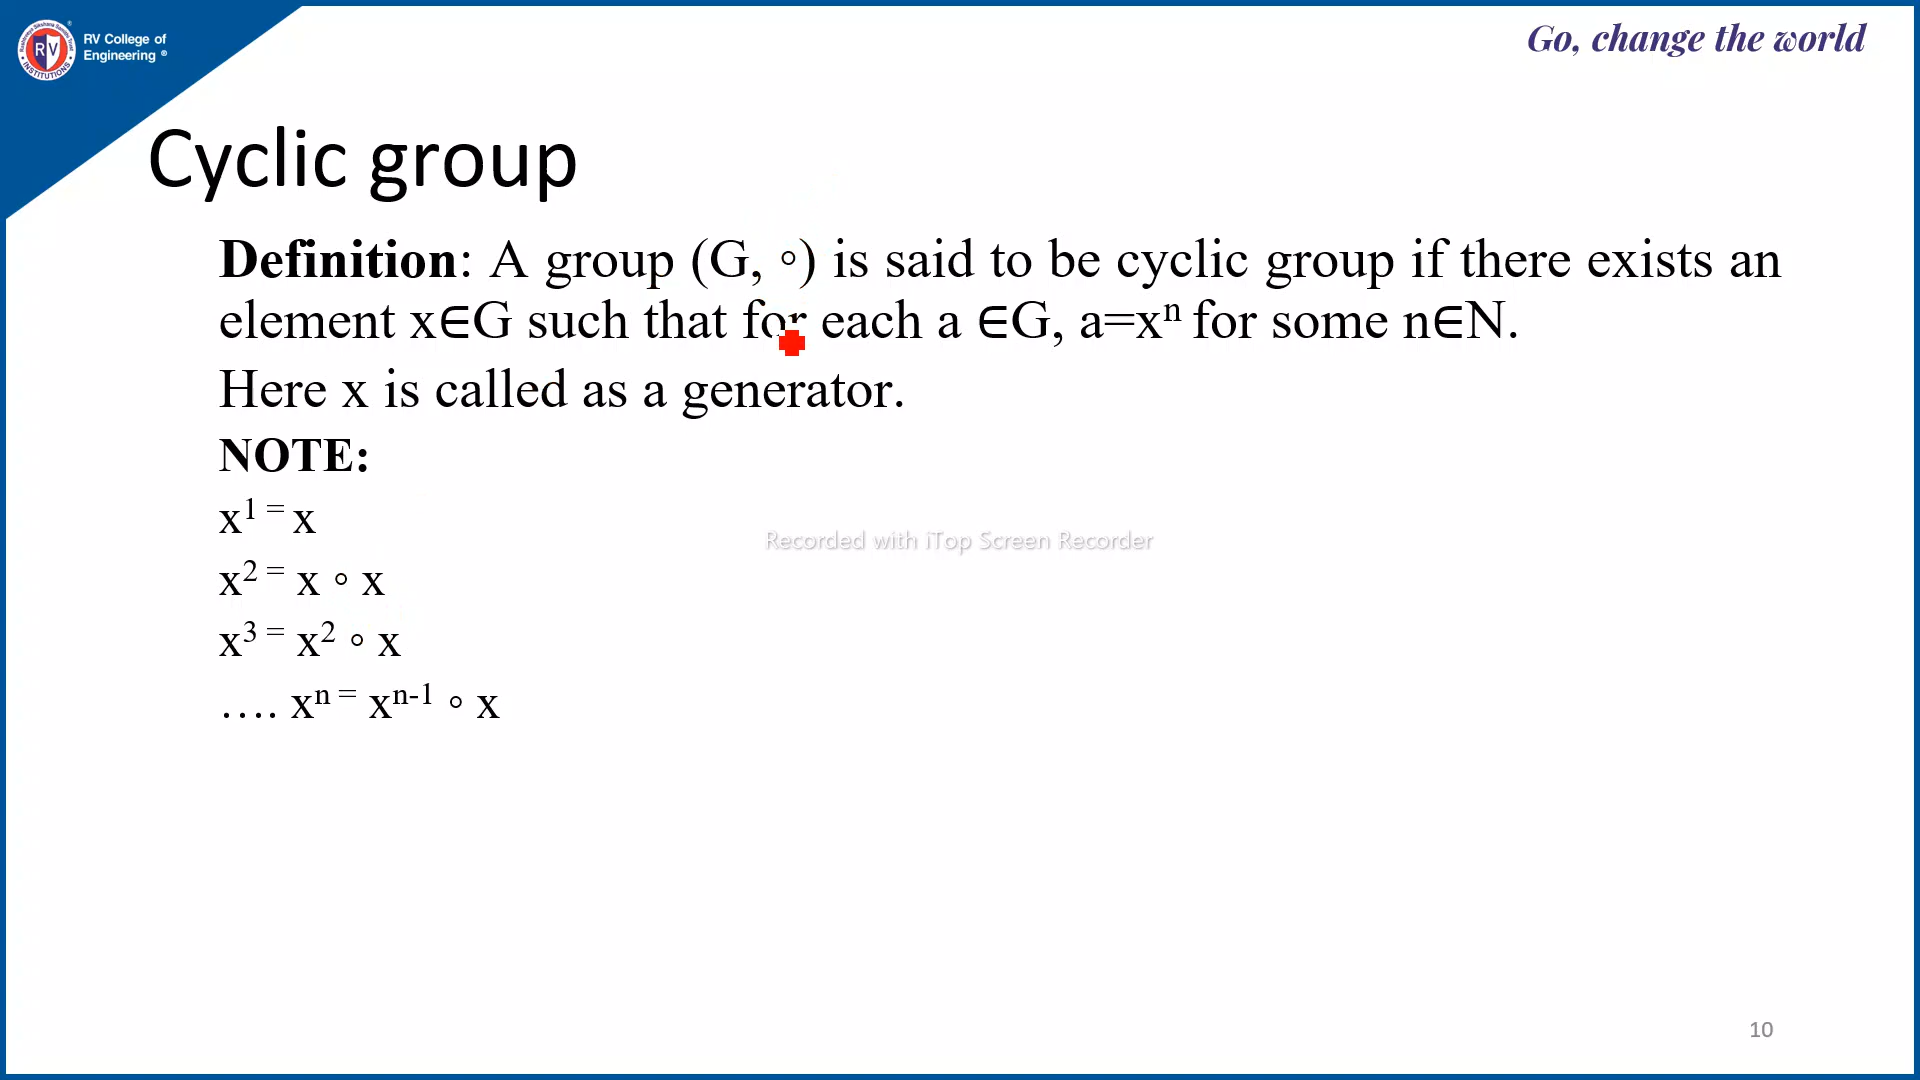 RV College of
Engineering ®
Go, change the world
Cyclic group
Definition: A group (G, ∘) is said to be cyclic group if there exists an
element x∈G such that for each a ∈G, a=xⁿ for some n∈N.
Here x is called as a generator.
NOTE:
x¹ = x
x² = x ∘ x
x³ = x² ∘ x
…. xⁿ = xⁿ⁻¹ ∘ x
Recorded with iTop Screen Recorder
10